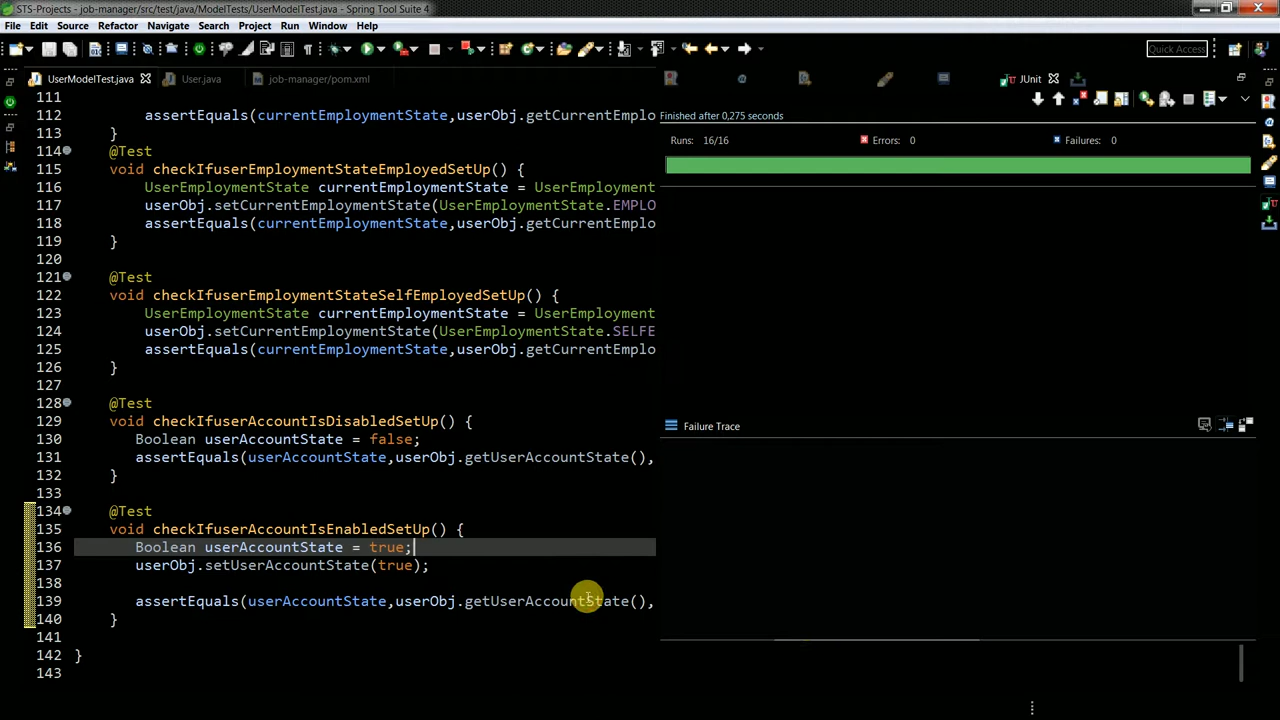 STS-Projects - job-manager/src/test/java/ModelTests/UserModelTest.java - Spring Tool Suite 4
File Edit Source Refactor Navigate Search Project Run Window Help
Quick Access
UserModelTest.java User.java job-manager/pom.xml
111
112 assertEquals(currentEmploymentState,userObj.getCurrentEmplo
113 }
114 @Test
115 void checkIfuserEmploymentStateEmployedSetUp() {
116 UserEmploymentState currentEmploymentState = UserEmployment
117 userObj.setCurrentEmploymentState(UserEmploymentState.EMPLO
118 assertEquals(currentEmploymentState,userObj.getCurrentEmplo
119 }
120
121 @Test
122 void checkIfuserEmploymentStateSelfEmployedSetUp() {
123 UserEmploymentState currentEmploymentState = UserEmployment
124 userObj.setCurrentEmploymentState(UserEmploymentState.SELFE
125 assertEquals(currentEmploymentState,userObj.getCurrentEmplo
126 }
127
128 @Test
129 void checkIfuserAccountIsDisabledSetUp() {
130 Boolean userAccountState = false;
131 assertEquals(userAccountState,userObj.getUserAccountState(),
132 }
133
134 @Test
135 void checkIfuserAccountIsEnabledSetUp() {
136 Boolean userAccountState = true;
137 userObj.setUserAccountState(true);
138
139 assertEquals(userAccountState,userObj.getUserAccountState(),
140 }
141
142 }
143
JUnit
Finished after 0,275 seconds
Runs: 16/16 Errors: 0 Failures: 0
Failure Trace